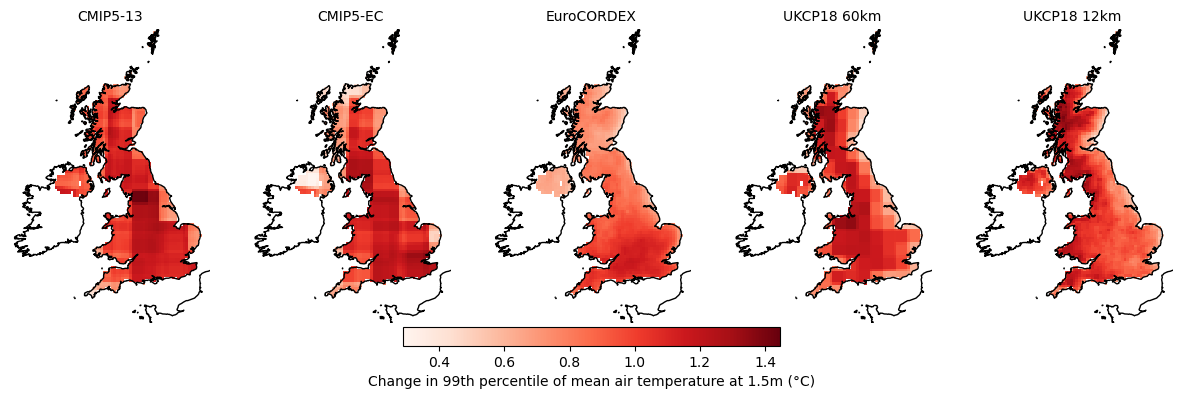 CMIP5-13 CMIP5-EC EuroCORDEX UKCP18 60km UKCP18 12km
0.4 0.6 0.8 1.0 1.2 1.4
Change in 99th percentile of mean air temperature at 1.5m (°C)